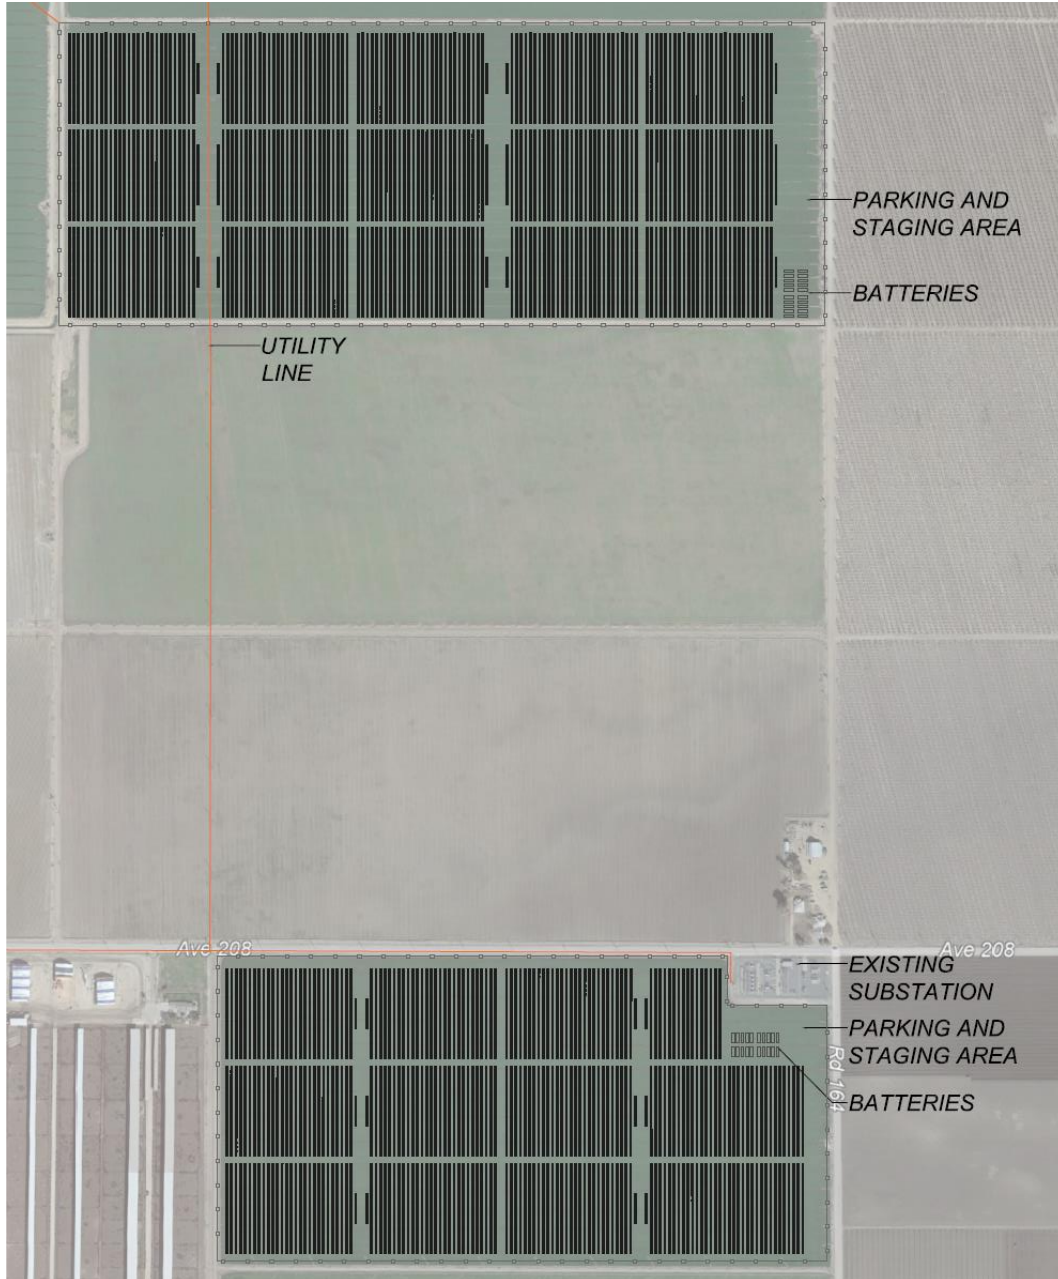 PARKING AND
STAGING AREA
BATTERIES
UTILITY
LINE
Ave 208
Ave 208
EXISTING
SUBSTATION
PARKING AND
STAGING AREA
Rd 164
BATTERIES